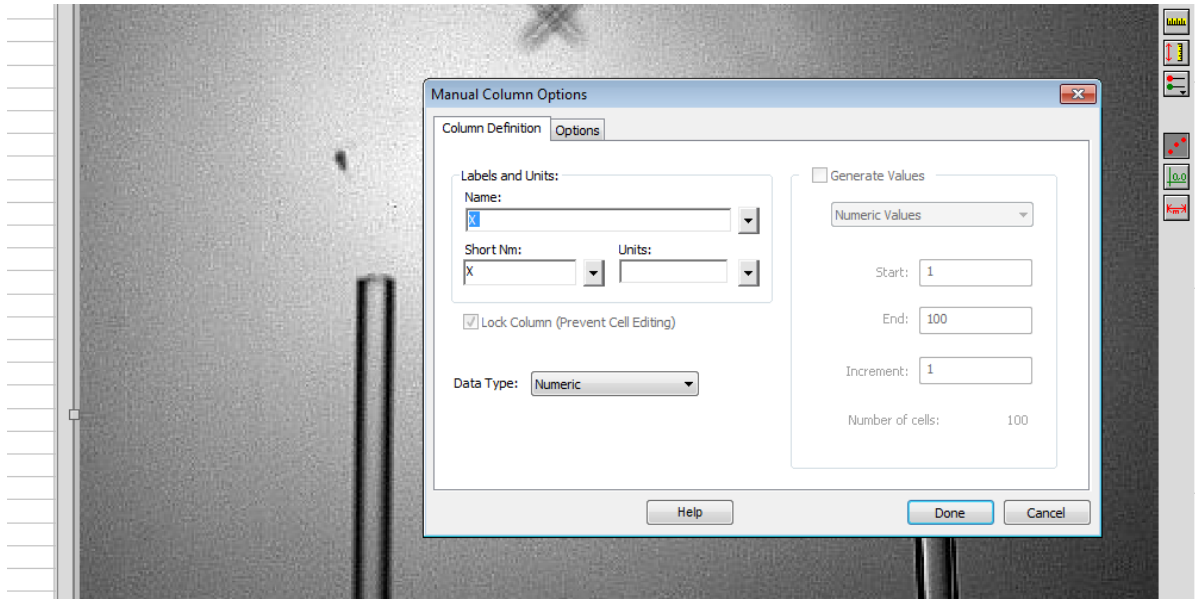 Manual Column Options
Column Definition
Options
Labels and Units:
Name:
X
Short Nm:
Units:
X
Lock Column (Prevent Cell Editing)
Data Type:
Numeric
Generate Values
Numeric Values
Start:
1
End:
100
Increment:
1
Number of cells:
100
Help
Done
Cancel
0.0
m